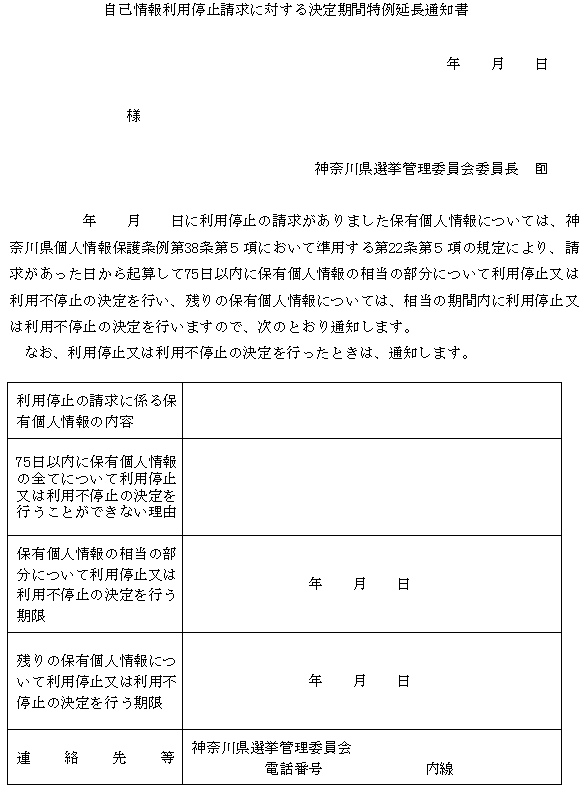 自己情報利用停止請求に対する決定期間特例延長通知書
年　月　日
様
神奈川県選挙管理委員会委員長　印
年　月　日に利用停止の請求がありました保有個人情報については、神
奈川県個人情報保護条例第38条第５項において準用する第22条第５項の規定により、請
求があった日から起算して75日以内に保有個人情報の相当の部分について利用停止又は
利用不停止の決定を行い、残りの保有個人情報については、相当の期間内に利用停止又
は利用不停止の決定を行いますので、次のとおり通知します。
なお、利用停止又は利用不停止の決定を行ったときは、通知します。
利用停止の請求に係る保
有個人情報の内容
75日以内に保有個人情報
の全てについて利用停止
又は利用不停止の決定を
行うことができない理由
保有個人情報の相当の部
分について利用停止又は
利用不停止の決定を行う
期限
年　月　日
残りの保有個人情報につ
いて利用停止又は利用不
停止の決定を行う期限
年　月　日
連絡先等
神奈川県選挙管理委員会
電話番号　内線